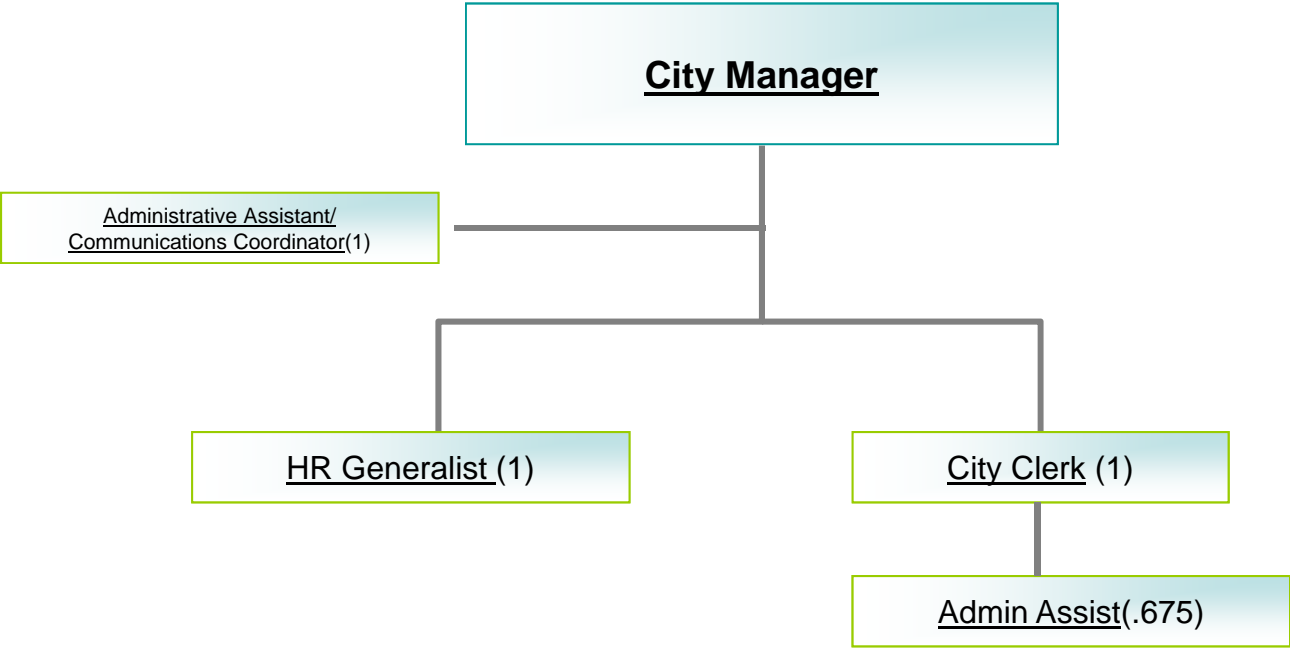 City Manager
Administrative Assistant/
Communications Coordinator(1)
HR Generalist (1)
City Clerk (1)
Admin Assist(.675)